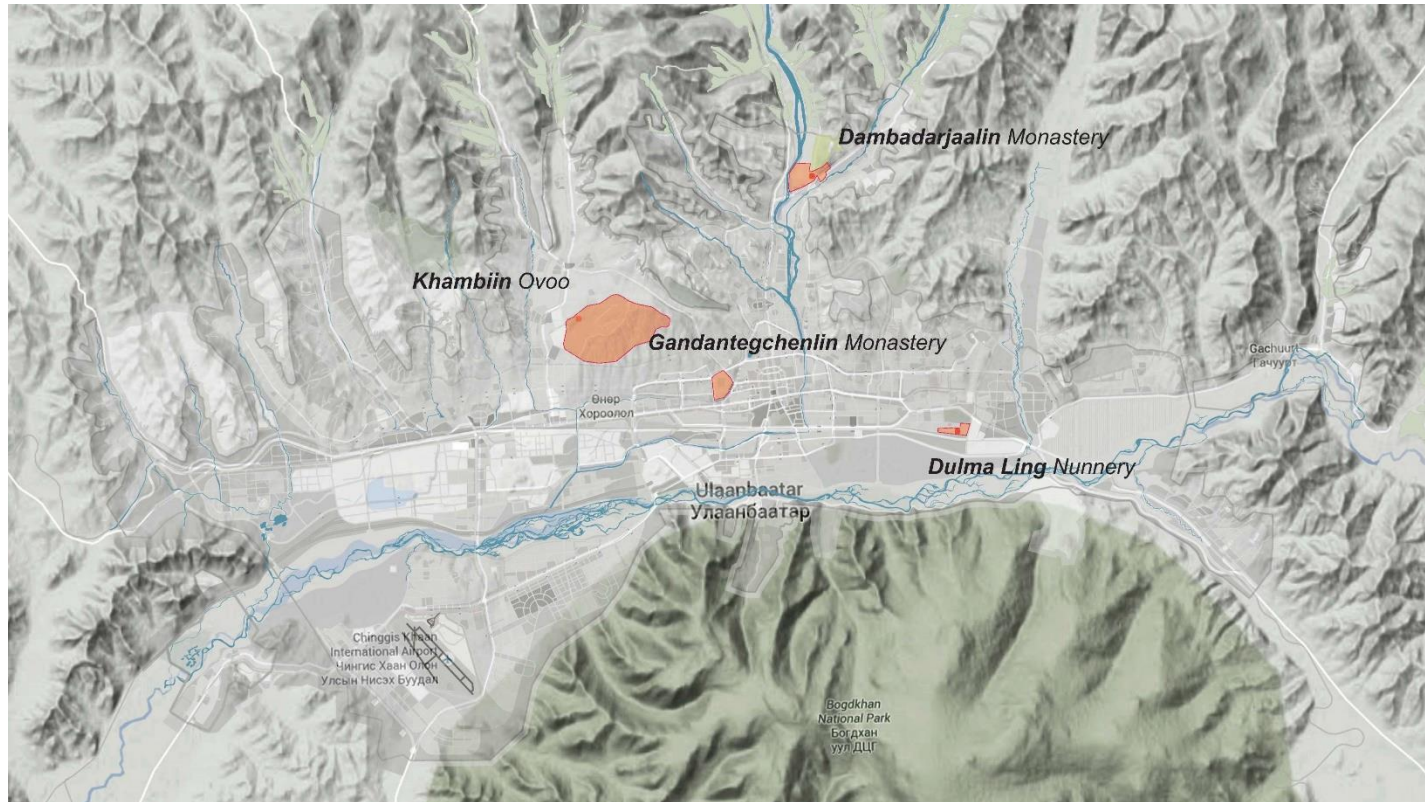 Dambadarjaalin Monastery
Khambiin Ovoo
Gandantegchenlin Monastery
Gachuurt
Гачуурт
Өнөр
Хороолол
Dulma Ling Nunnery
Ulaanbaatar
Улаанбаатар
Chinggis Khaan
International Airport
Чингис Хаан Олон
Улсын Нисэх Буудал
Bogdkhan
National Park
Богдхан
уул ДЦГ